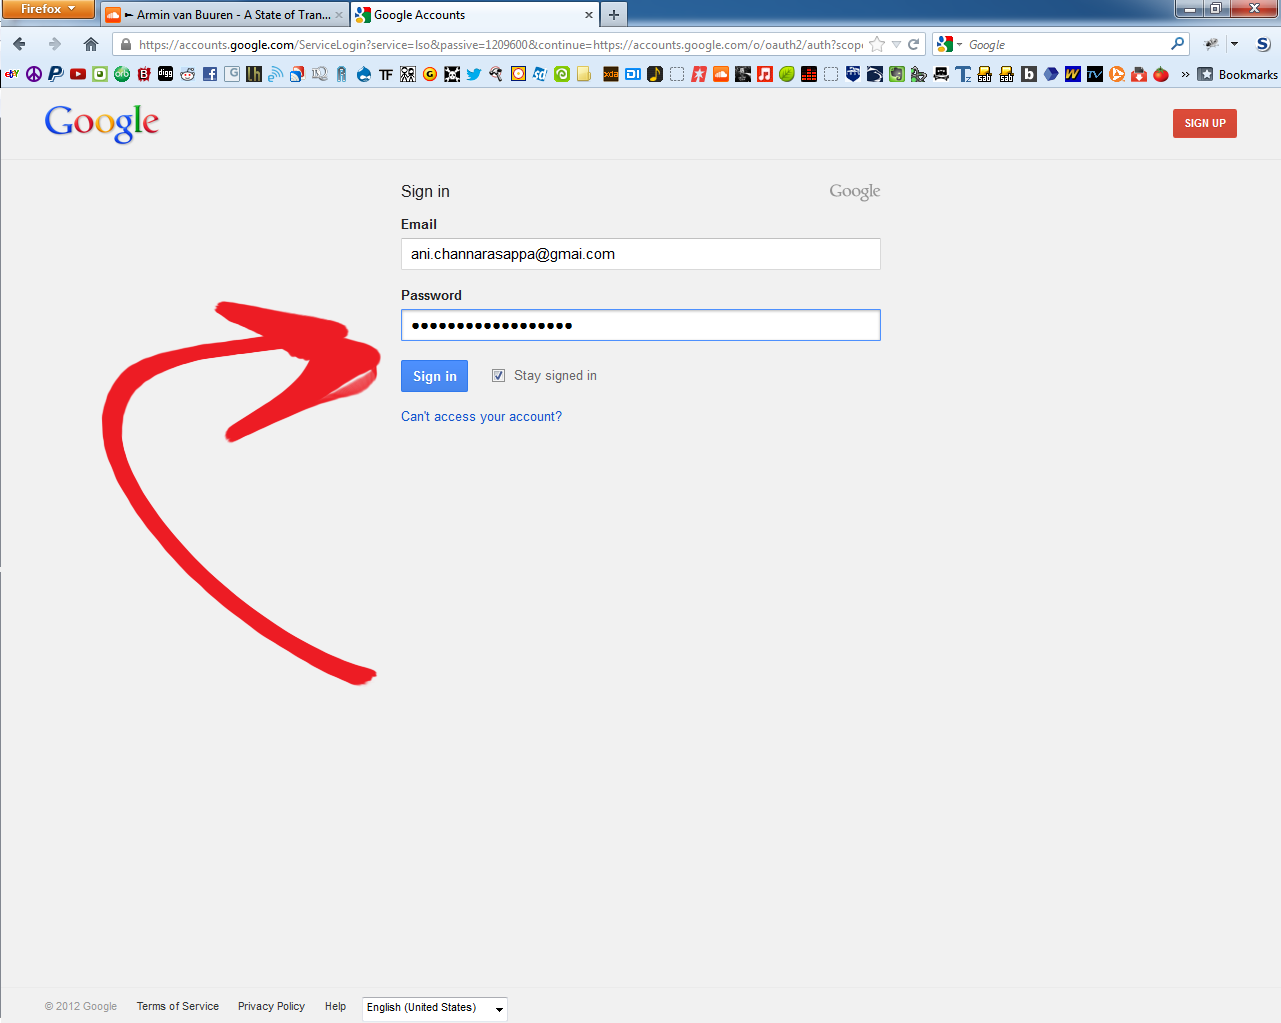 Firefox
Armin van Buuren - A State of Tran...
Google Accounts
https://accounts.google.com/ServiceLogin?service=lso&passive=1209600&continue=https://accounts.google.com/o/oauth2/auth?scop
Google
Bookmarks
Google
SIGN UP
Sign in
Google
Email
ani.channarasappa@gmai.com
Password
Sign in
Stay signed in
Can't access your account?
© 2012 Google
Terms of Service
Privacy Policy
Help
English (United States)